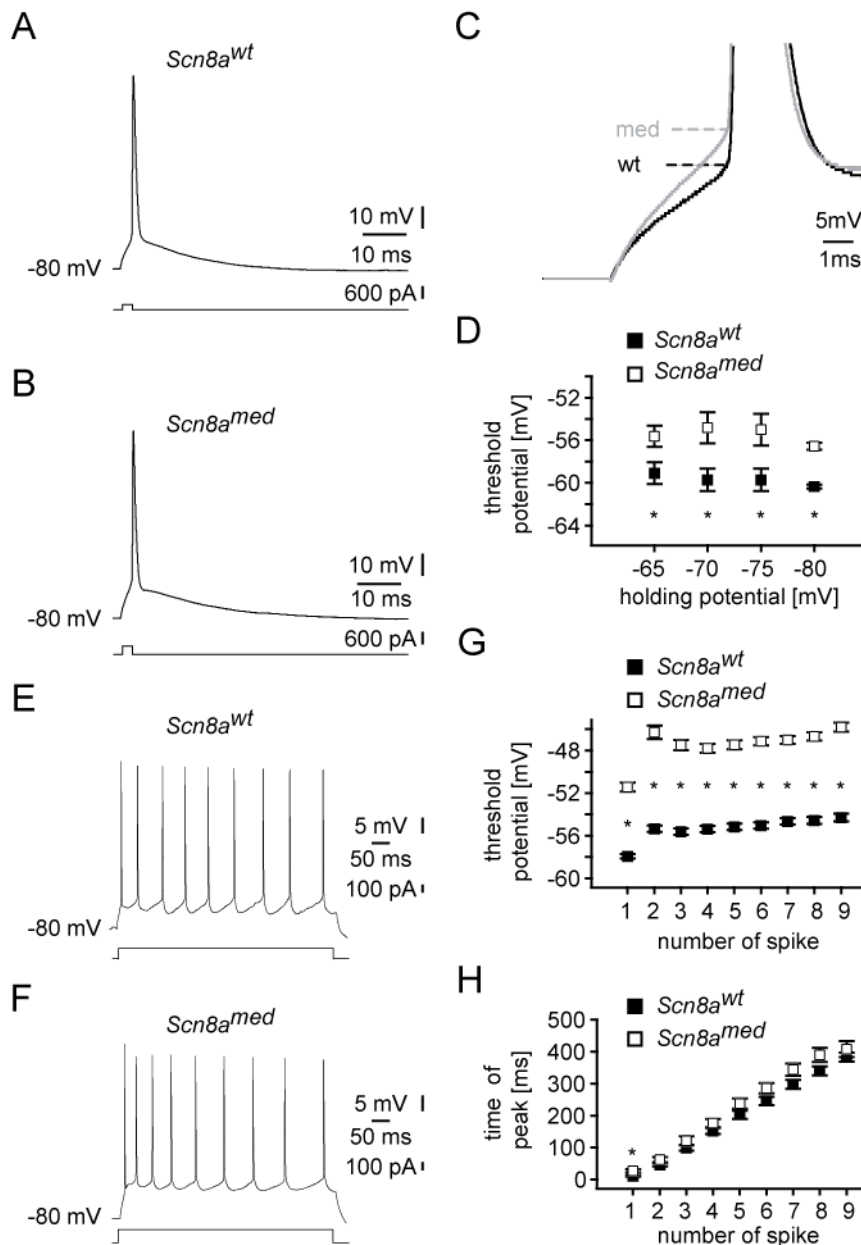 A
Scn8a^wt
10 mV
10 ms
-80 mV
600 pA
B
Scn8a^med
10 mV
10 ms
-80 mV
600 pA
C
med
wt
5mV
1ms
D
Scn8a^wt
Scn8a^med
threshold
potential [mV]
-52
-56
-60
-64
* * * *
-65 -70 -75 -80
holding potential [mV]
E
Scn8a^wt
5 mV
50 ms
100 pA
-80 mV
F
Scn8a^med
5 mV
50 ms
100 pA
-80 mV
G
Scn8a^wt
Scn8a^med
threshold
potential [mV]
-48
-52
-56
-60
* * * * * * * * *
1 2 3 4 5 6 7 8 9
number of spike
H
Scn8a^wt
Scn8a^med
time of
peak [ms]
500
400
300
200
100
0
*
1 2 3 4 5 6 7 8 9
number of spike